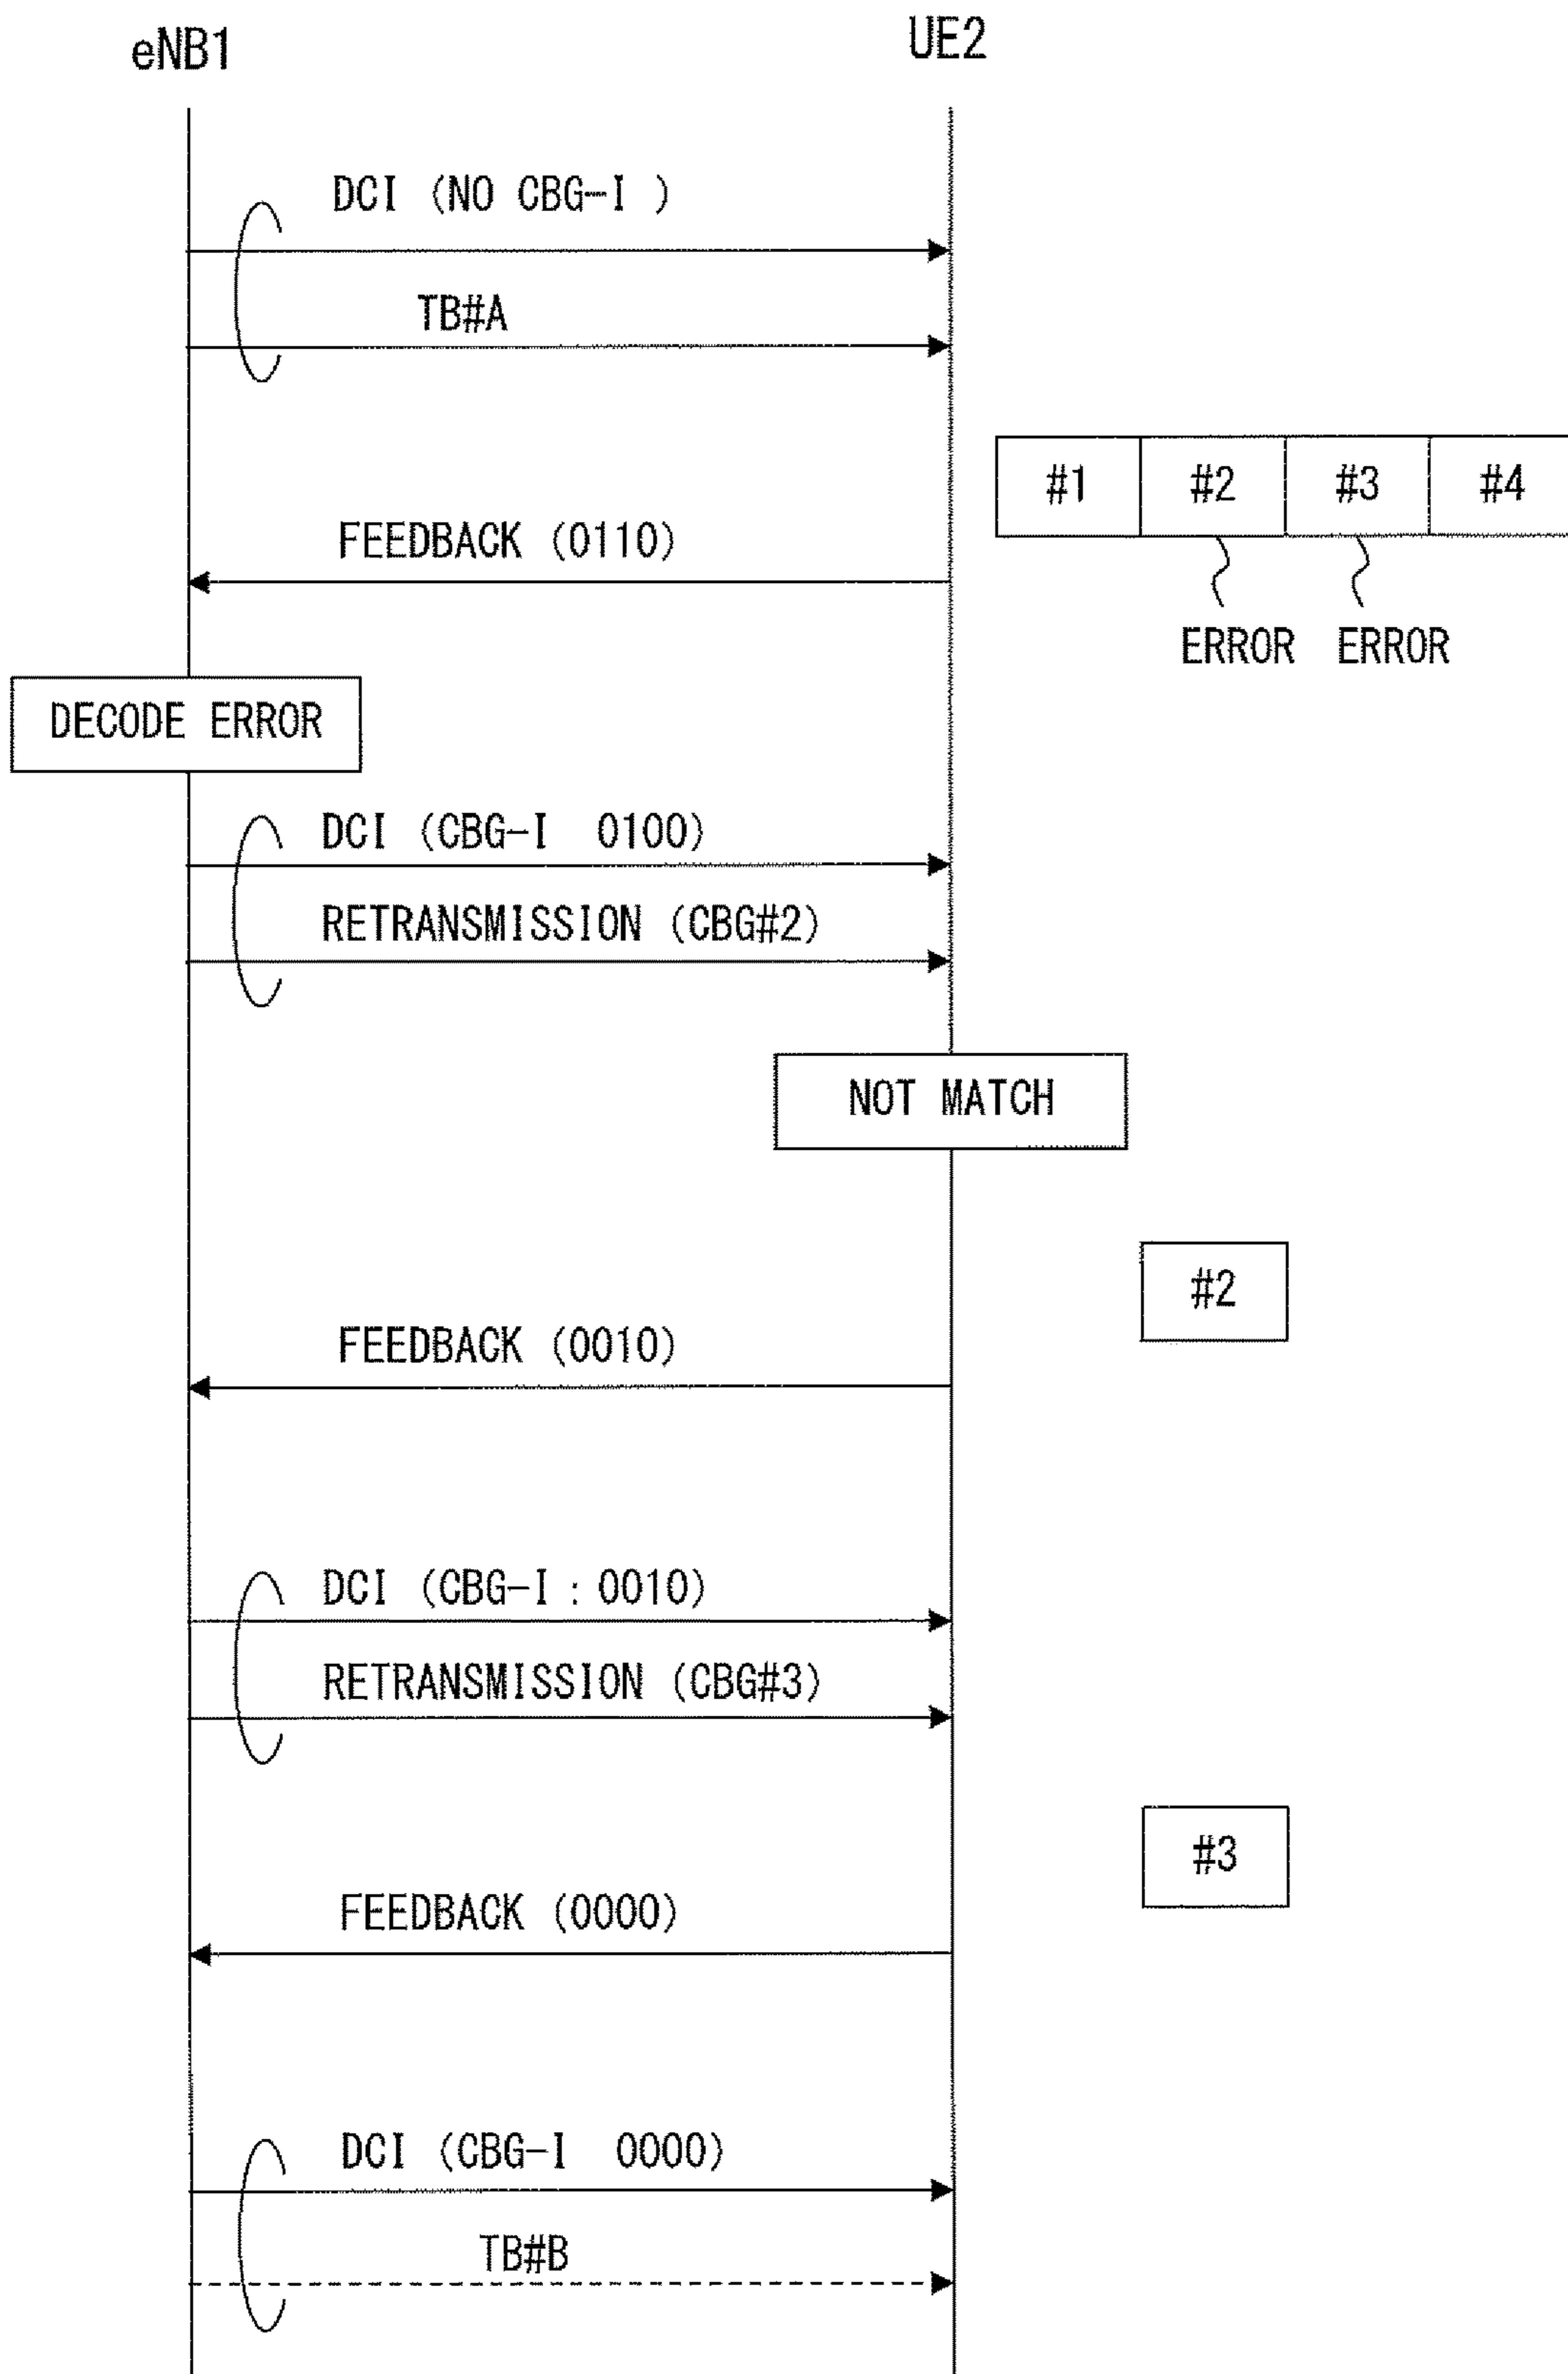 eNB1
UE2
DCI (NO CBG-I )
TB#A
#1 #2 #3 #4
FEEDBACK (0110)
ERROR ERROR
DECODE ERROR
DCI (CBG-I 0100)
RETRANSMISSION (CBG#2)
NOT MATCH
#2
FEEDBACK (0010)
DCI (CBG-I : 0010)
RETRANSMISSION (CBG#3)
#3
FEEDBACK (0000)
DCI (CBG-I 0000)
TB#B